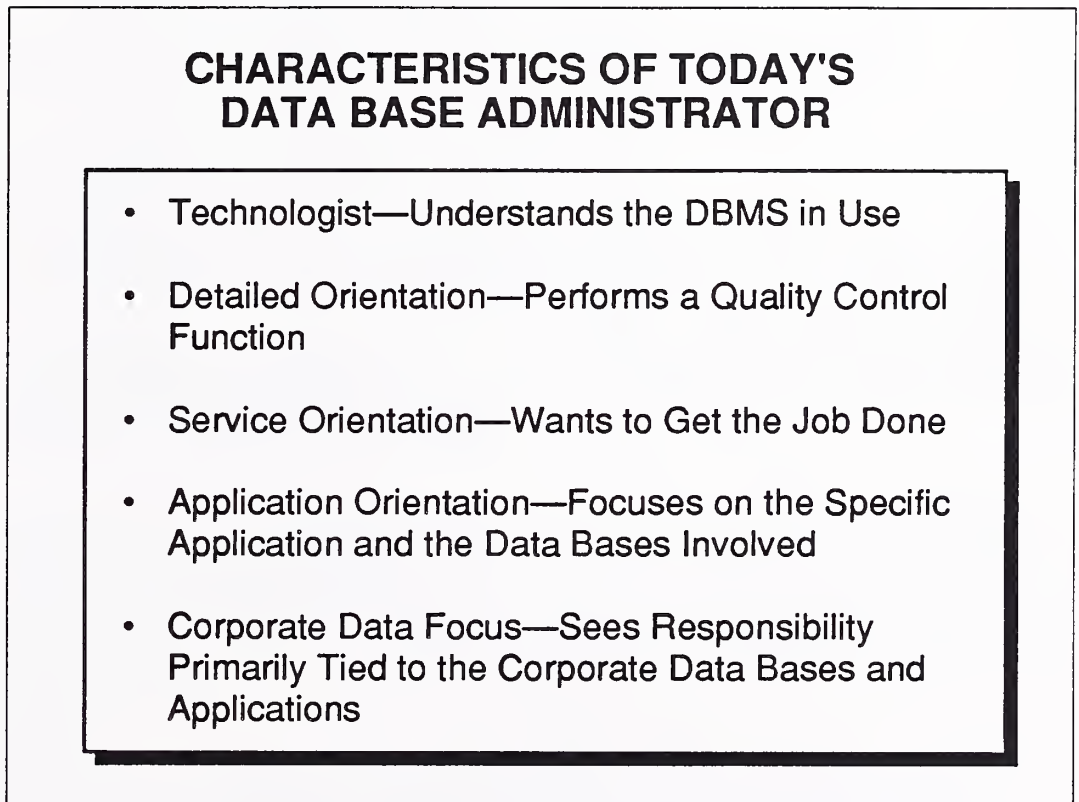 CHARACTERISTICS OF TODAY'S
DATA BASE ADMINISTRATOR
• Technologist—Understands the DBMS in Use
• Detailed Orientation—Performs a Quality Control
Function
• Service Orientation—Wants to Get the Job Done
• Application Orientation—Focuses on the Specific
Application and the Data Bases Involved
• Corporate Data Focus—Sees Responsibility
Primarily Tied to the Corporate Data Bases and
Applications